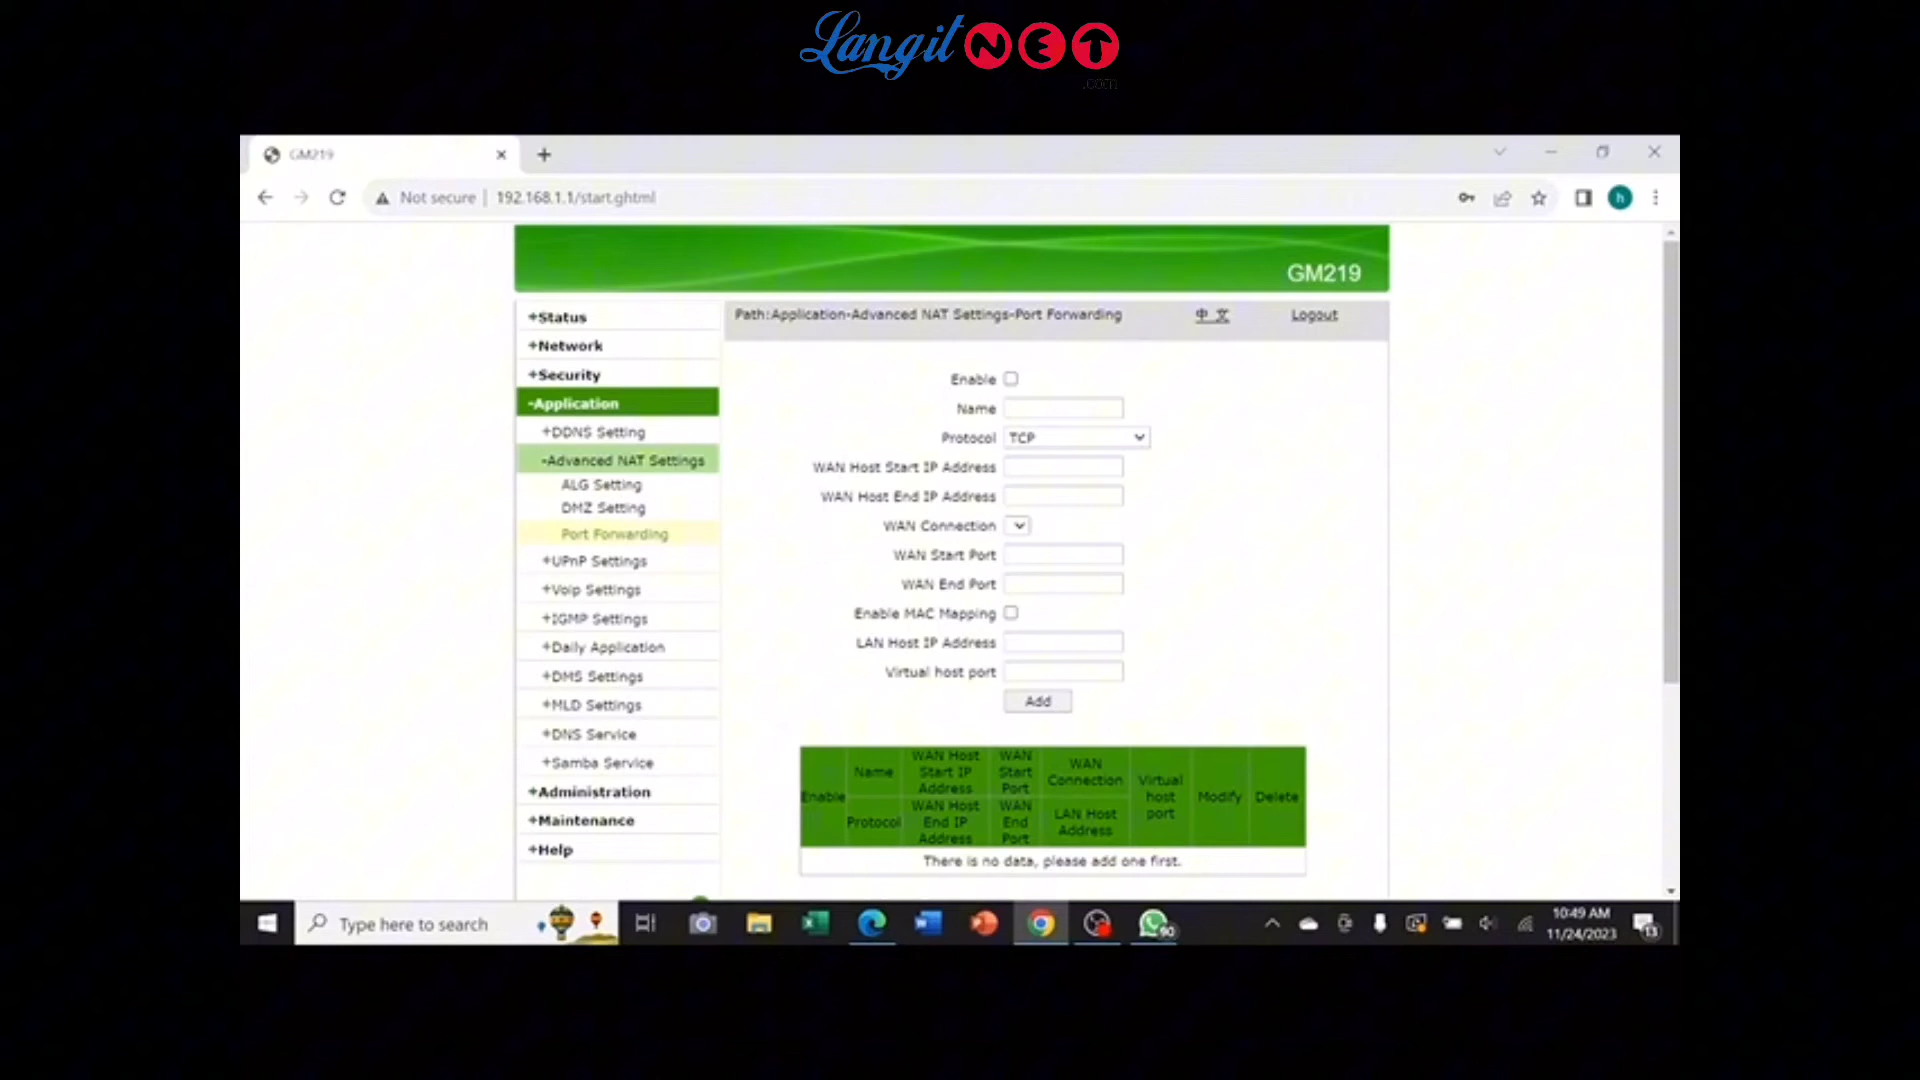 LangitNET
.com
GM219
Not secure
192.168.1.1/start.ghtml
h
GM219
+Status
+Network
+Security
-Application
+DDNS Setting
-Advanced NAT Settings
ALG Setting
DMZ Setting
Port Forwarding
+UPnP Settings
+Voip Settings
+IGMP Settings
+Daily Application
+DMS Settings
+MLD Settings
+DNS Service
+Samba Service
+Administration
+Maintenance
+Help
Path:Application-Advanced NAT Settings-Port Forwarding
中 文
Logout
Enable
Name
Protocol TCP
WAN Host Start IP Address
WAN Host End IP Address
WAN Connection
WAN Start Port
WAN End Port
Enable MAC Mapping
LAN Host IP Address
Virtual host port
Add
Enable
Name
WAN Host Start IP Address
WAN Start Port
WAN Connection
Virtual host port
Modify
Delete
Protocol
WAN Host End IP Address
WAN End Port
LAN Host Address
There is no data, please add one first.
Type here to search
90
10:49 AM
11/24/2023
13